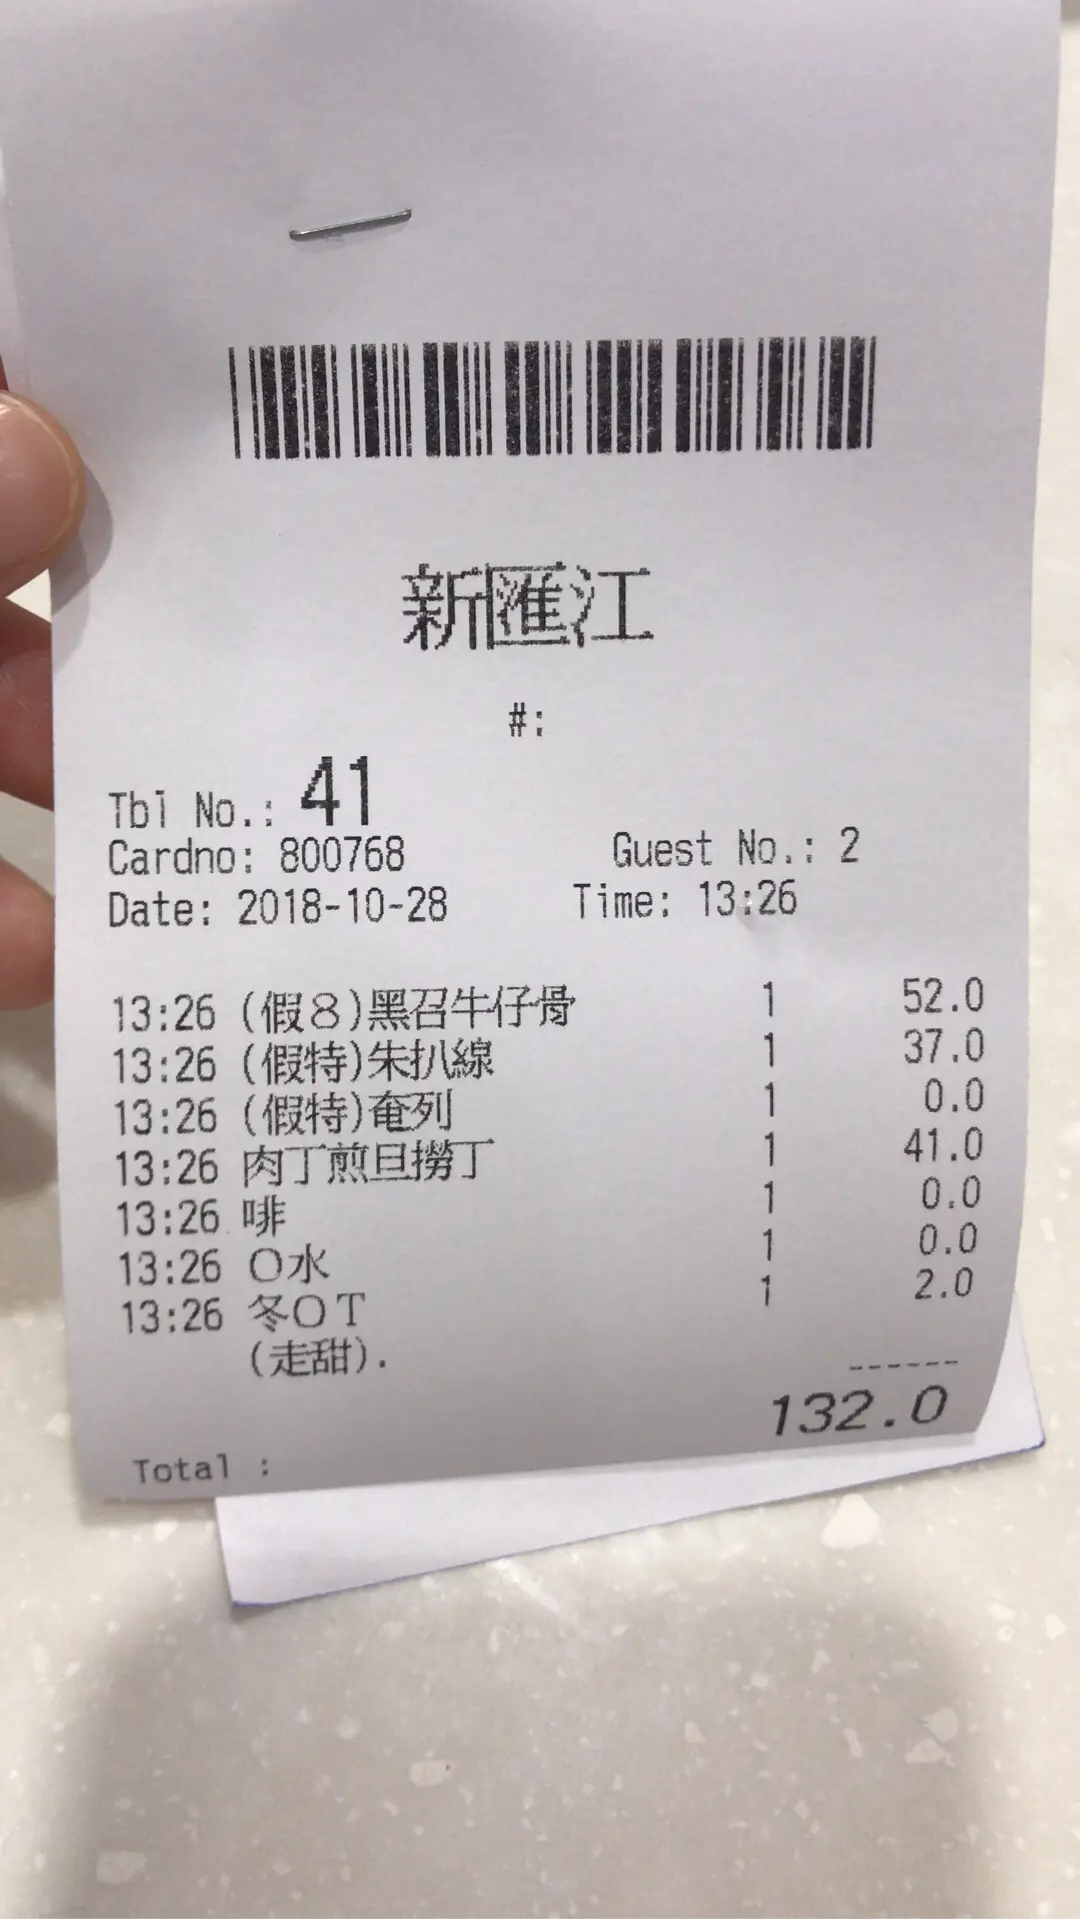 新匯江
#:
Tbl No.: 41
Cardno: 800768 Guest No.: 2
Date: 2018-10-28 Time: 13:26
13:26 (假8)黑召牛仔骨 1 52.0
13:26 (假特)朱扒線 1 37.0
13:26 (假特)奄列 1 0.0
13:26 肉丁煎旦撈丁 1 41.0
13:26 啡 1 0.0
13:26 O水 1 0.0
13:26 冬OT 1 2.0
(走甜).
------
132.0
Total :